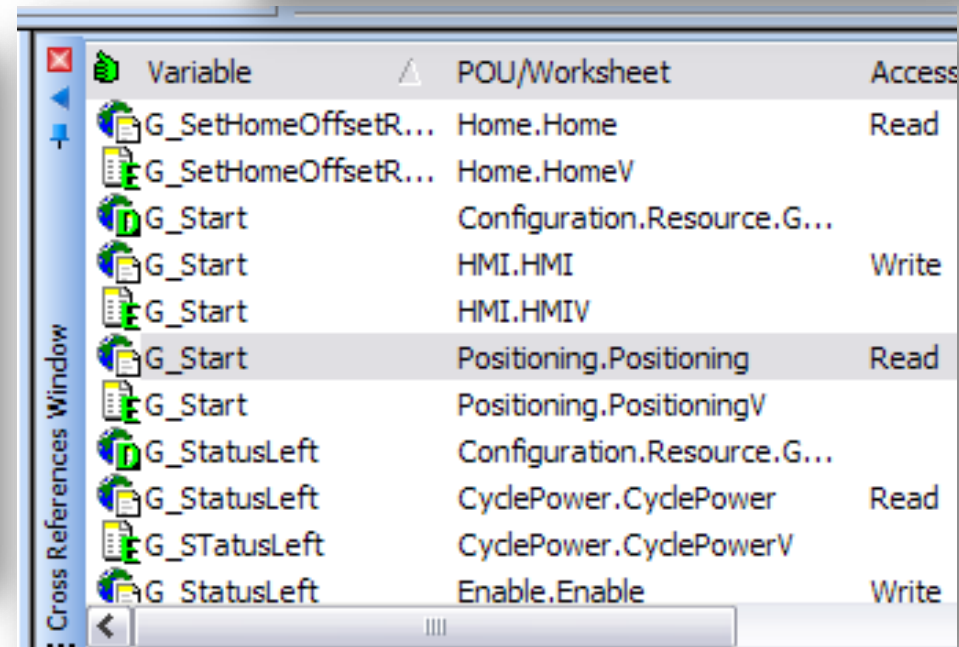 Variable POU/Worksheet Access
G_SetHomeOffsetR... Home.Home Read
G_SetHomeOffsetR... Home.HomeV
G_Start Configuration.Resource.G...
G_Start HMI.HMI Write
G_Start HMI.HMIV
G_Start Positioning.Positioning Read
G_Start Positioning.PositioningV
G_StatusLeft Configuration.Resource.G...
G_StatusLeft CyclePower.CyclePower Read
G_STatusLeft CyclePower.CyclePowerV
G_StatusLeft Enable.Enable Write
Cross References Window